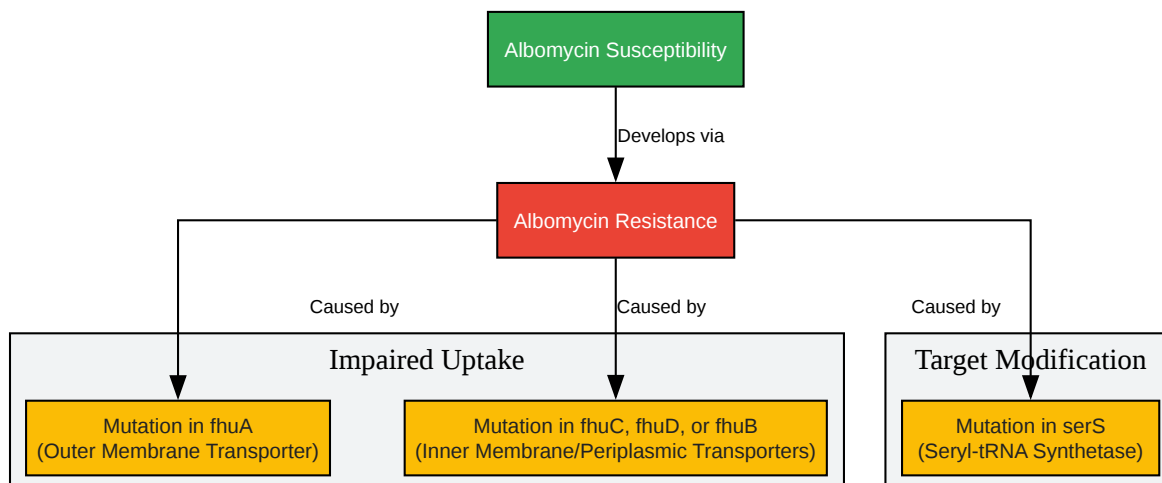 Albomycin Susceptibility
Develops via
Albomycin Resistance
Caused by
Caused by
Caused by
Impaired Uptake
Target Modification
Mutation in fhuA
(Outer Membrane Transporter)
Mutation in fhuC, fhuD, or fhuB
(Inner Membrane/Periplasmic Transporters)
Mutation in serS
(Seryl-tRNA Synthetase)